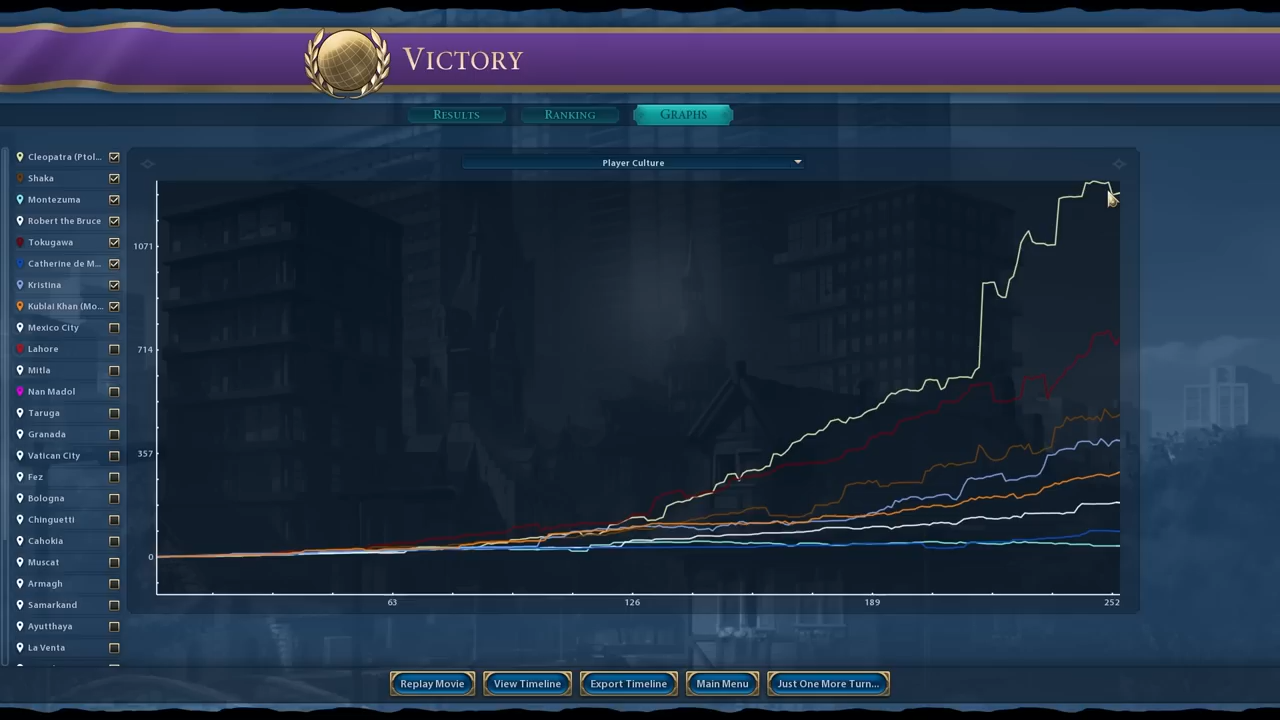 VICTORY
RESULTS
RANKING
GRAPHS
Player Culture
Cleopatra (Ptol...
Shaka
Montezuma
Robert the Bruce
Tokugawa
Catherine de M...
Kristina
Kublai Khan (Mo...
Mexico City
Lahore
Mitla
Nan Madol
Taruga
Granada
Vatican City
Fez
Bologna
Chinguetti
Cahokia
Muscat
Armagh
Samarkand
Ayutthaya
La Venta
1071
714
357
0
63
126
189
252
Replay Movie
View Timeline
Export Timeline
Main Menu
Just One More Turn...